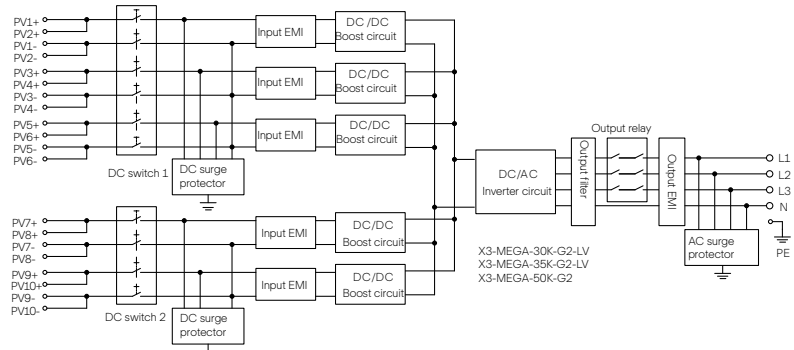 PV1+
PV2+
PV1-
PV2-
PV3+
PV4+
PV3-
PV4-
PV5+
PV6+
PV5-
PV6-
DC switch 1
DC surge
protector
Input EMI
DC /DC
Boost circuit
Input EMI
DC/DC
Boost circuit
Input EMI
DC/DC
Boost circuit
PV7+
PV8+
PV7-
PV8-
PV9+
PV10+
PV9-
PV10-
DC switch 2
DC surge
protector
Input EMI
DC/DC
Boost circuit
Input EMI
DC/DC
Boost circuit
DC/AC
Inverter circuit
Output filter
Output relay
Output EMI
L1
L2
L3
N
PE
AC surge
protector
X3-MEGA-30K-G2-LV
X3-MEGA-35K-G2-LV
X3-MEGA-50K-G2